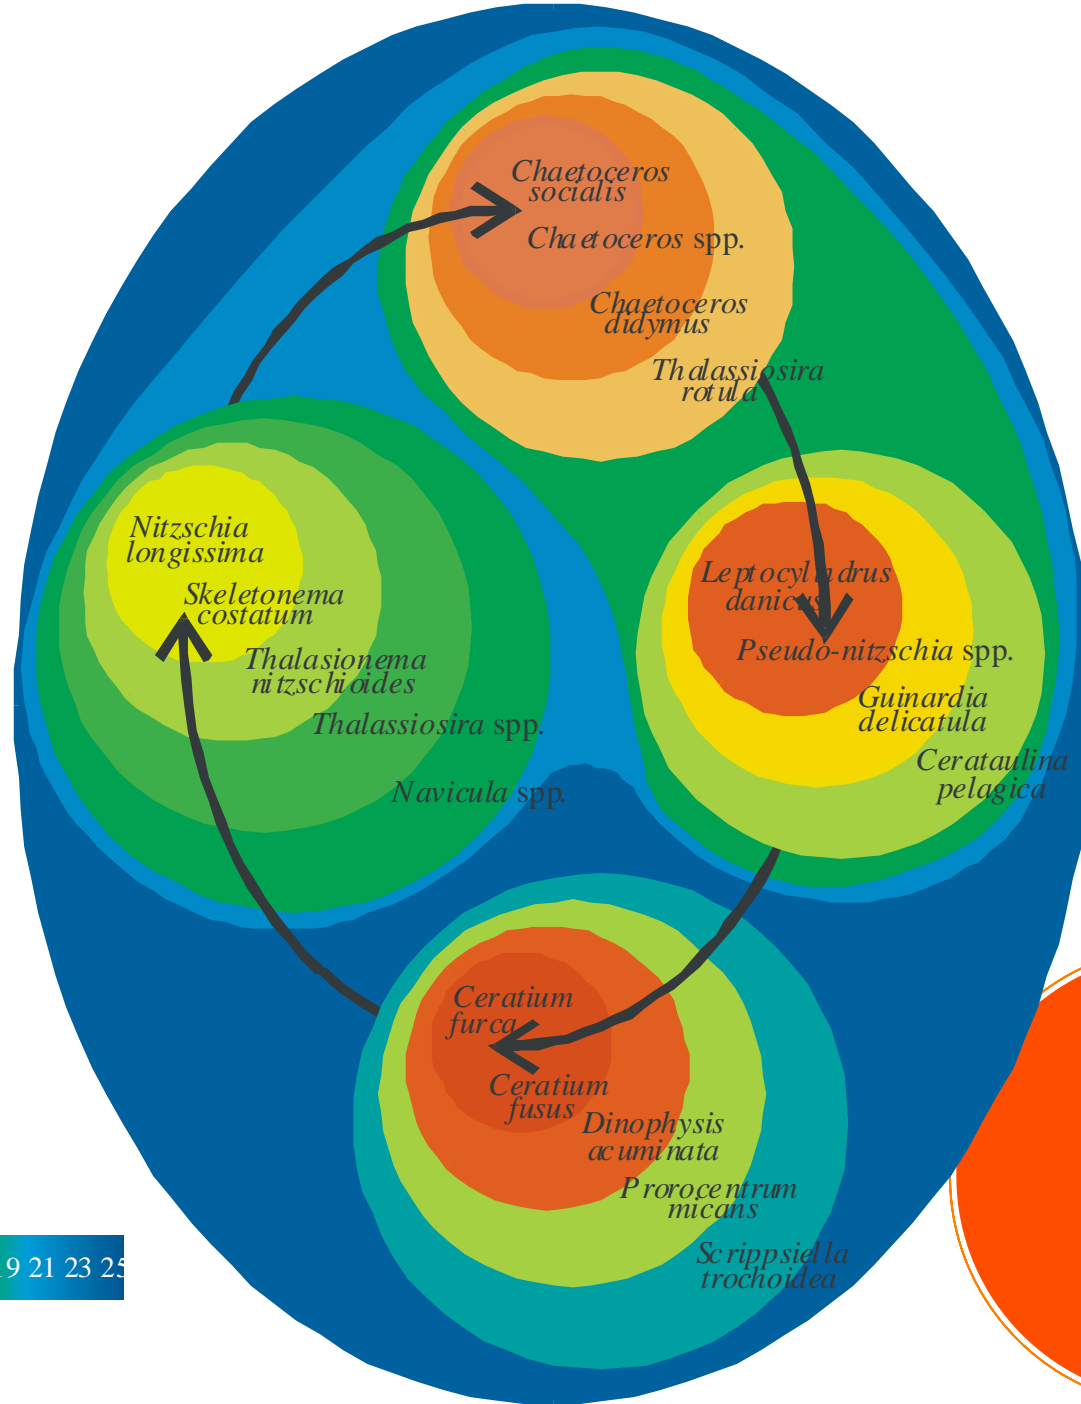 Chaetoceros
socialis
Chaetoceros spp.
Chaetoceros
didymus
Thalassiosira
rotula
Nitzschia
longissima
Skeletonema
costatum
Thalasionema
nitzschioides
Thalassiosira spp.
Navicula spp.
Leptocylindrus
danicus
Pseudo-nitzschia spp.
Guinardia
delicatula
Cerataulina
pelagica
Ceratium
furca
Ceratium
fusus
Dinophysis
acuminata
Prorocentrum
micans
Scrippsiella
trochoidea
9 21 23 25